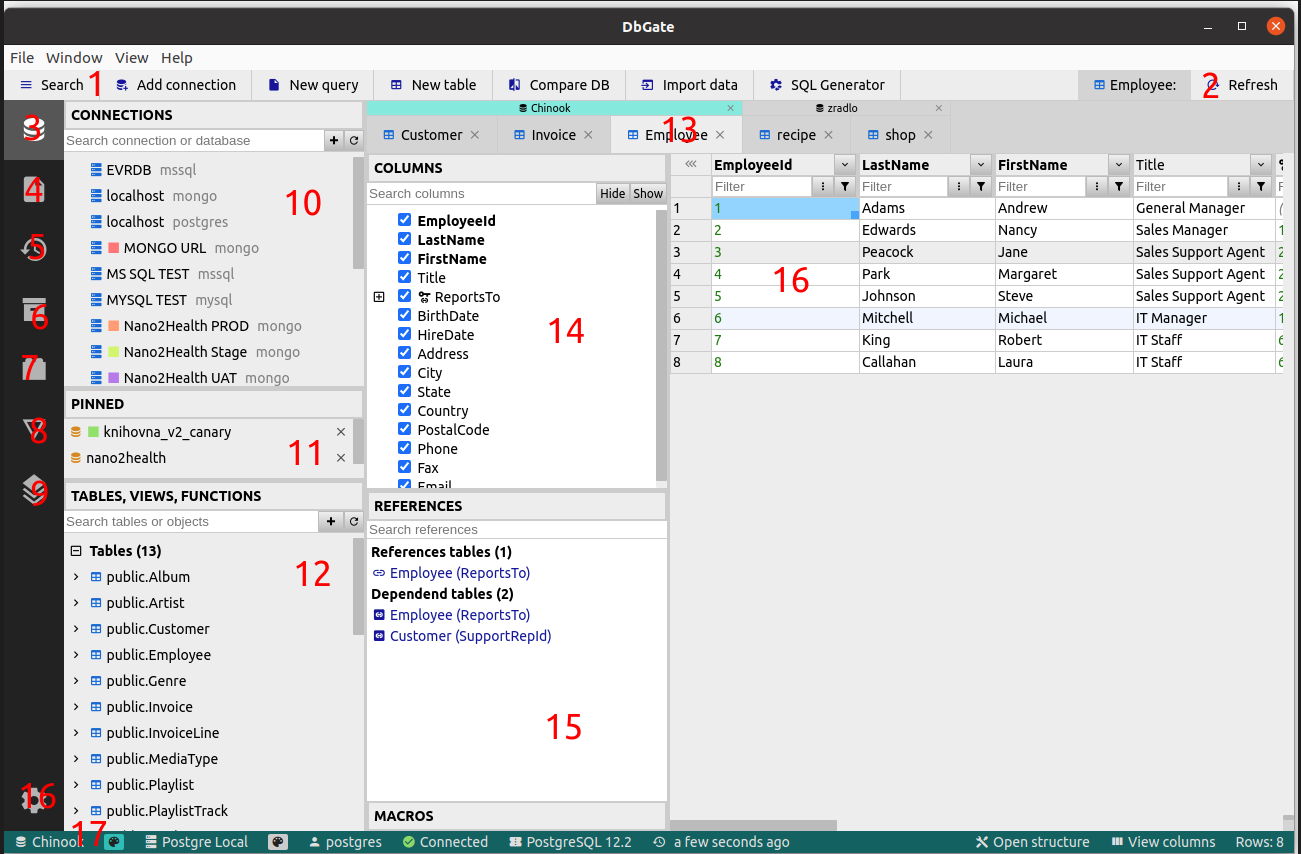 DbGate
File Window View Help
Search 1 Add connection New query New table Compare DB Import data SQL Generator Employee: 2 Refresh
3
4
5
6
7
8
9
16
CONNECTIONS
Search connection or database
EVRDB mssql
localhost mongo
localhost postgres
MONGO URL mongo
MS SQL TEST mssql
MYSQL TEST mysql
Nano2Health PROD mongo
Nano2Health Stage mongo
Nano2Health UAT mongo
10
PINNED
knihovna_v2_canary
nano2health
11
TABLES, VIEWS, FUNCTIONS
Search tables or objects
Tables (13)
public.Album
public.Artist
public.Customer
public.Employee
public.Genre
public.Invoice
public.InvoiceLine
public.MediaType
public.Playlist
public.PlaylistTrack
12
Chinook zradlo
Customer Invoice Employee recipe shop
13
COLUMNS
Search columns Hide Show
EmployeeId
LastName
FirstName
Title
ReportsTo
BirthDate
HireDate
Address
City
State
Country
PostalCode
Phone
Fax
Email
14
REFERENCES
Search references
References tables (1)
Employee (ReportsTo)
Dependend tables (2)
Employee (ReportsTo)
Customer (SupportRepId)
15
MACROS
EmployeeId LastName FirstName Title
Filter Filter Filter Filter
1 1 Adams Andrew General Manager
2 2 Edwards Nancy Sales Manager
3 3 Peacock Jane Sales Support Agent
4 4 Park Margaret Sales Support Agent
5 5 Johnson Steve Sales Support Agent
6 6 Mitchell Michael IT Manager
7 7 King Robert IT Staff
8 8 Callahan Laura IT Staff
16
17
Chinook Postgre Local postgres Connected PostgreSQL 12.2 a few seconds ago Open structure View columns Rows: 8